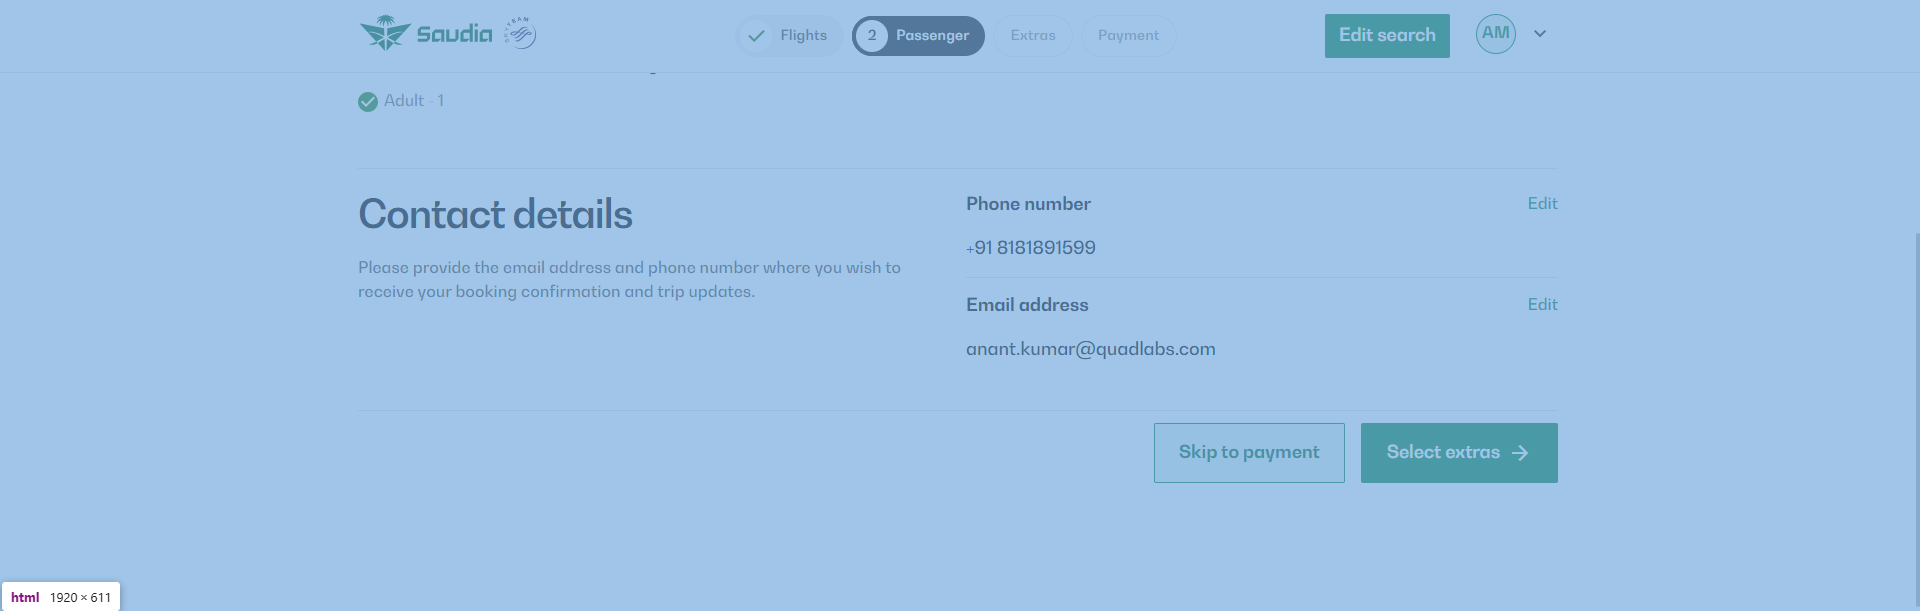 Saudia
SKYTEAM
Flights
2 Passenger
Extras
Payment
Edit search
AM
Adult - 1
Contact details
Please provide the email address and phone number where you wish to
receive your booking confirmation and trip updates.
Phone number
Edit
+91 8181891599
Email address
Edit
anant.kumar@quadlabs.com
Skip to payment
Select extras
html 1920 × 611